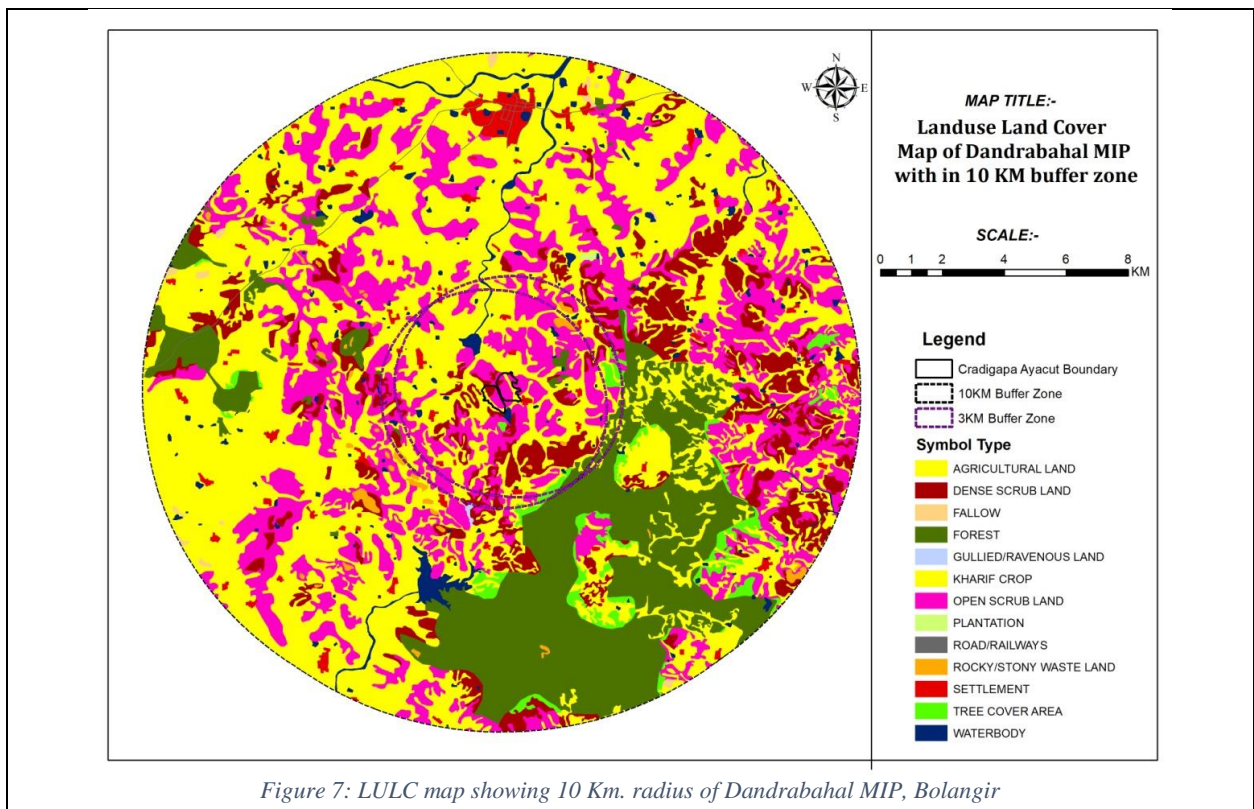 N
W E
S
MAP TITLE:-
Landuse Land Cover
Map of Dandrabahal MIP
with in 10 KM buffer zone
SCALE:-
0 1 2 4 6 8
KM
Legend
Cradigapa Ayacut Boundary
10KM Buffer Zone
3KM Buffer Zone
Symbol Type
AGRICULTURAL LAND
DENSE SCRUB LAND
FALLOW
FOREST
GULLIED/RAVENOUS LAND
KHARIF CROP
OPEN SCRUB LAND
PLANTATION
ROAD/RAILWAYS
ROCKY/STONY WASTE LAND
SETTLEMENT
TREE COVER AREA
WATERBODY
Figure 7: LULC map showing 10 Km. radius of Dandrabahal MIP, Bolangir